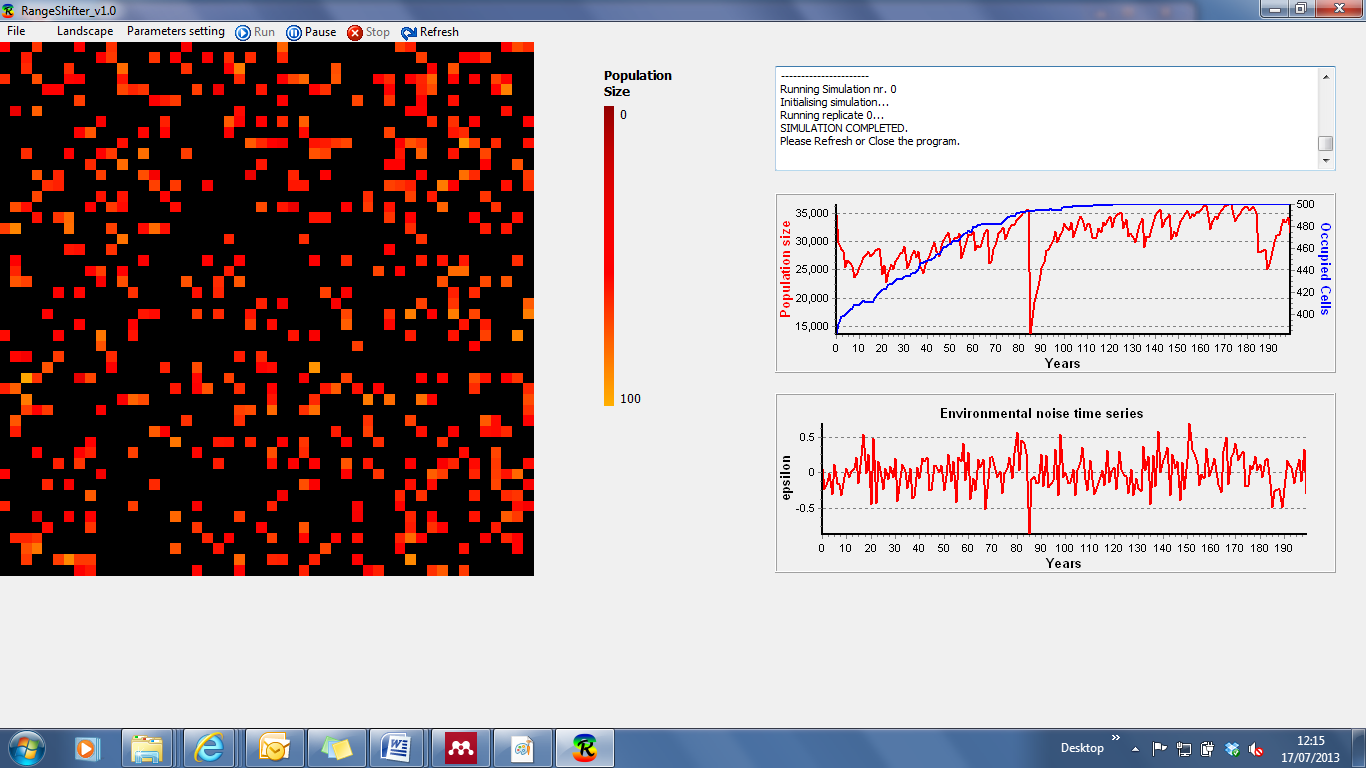 RangeShifter_v1.0
File Landscape Parameters setting Run Pause Stop Refresh
Population
Size
0
100
----------------------
Running Simulation nr. 0
Initialising simulation...
Running replicate 0...
SIMULATION COMPLETED.
Please Refresh or Close the program.
Population size
35,000
30,000
25,000
20,000
15,000
500
480
460
440
420
400
Occupied Cells
0 10 20 30 40 50 60 70 80 90 100 110 120 130 140 150 160 170 180 190
Years
Environmental noise time series
epsilon
0.5
0
-0.5
0 10 20 30 40 50 60 70 80 90 100 110 120 130 140 150 160 170 180 190 130
Years
Desktop
12:15
17/07/2013